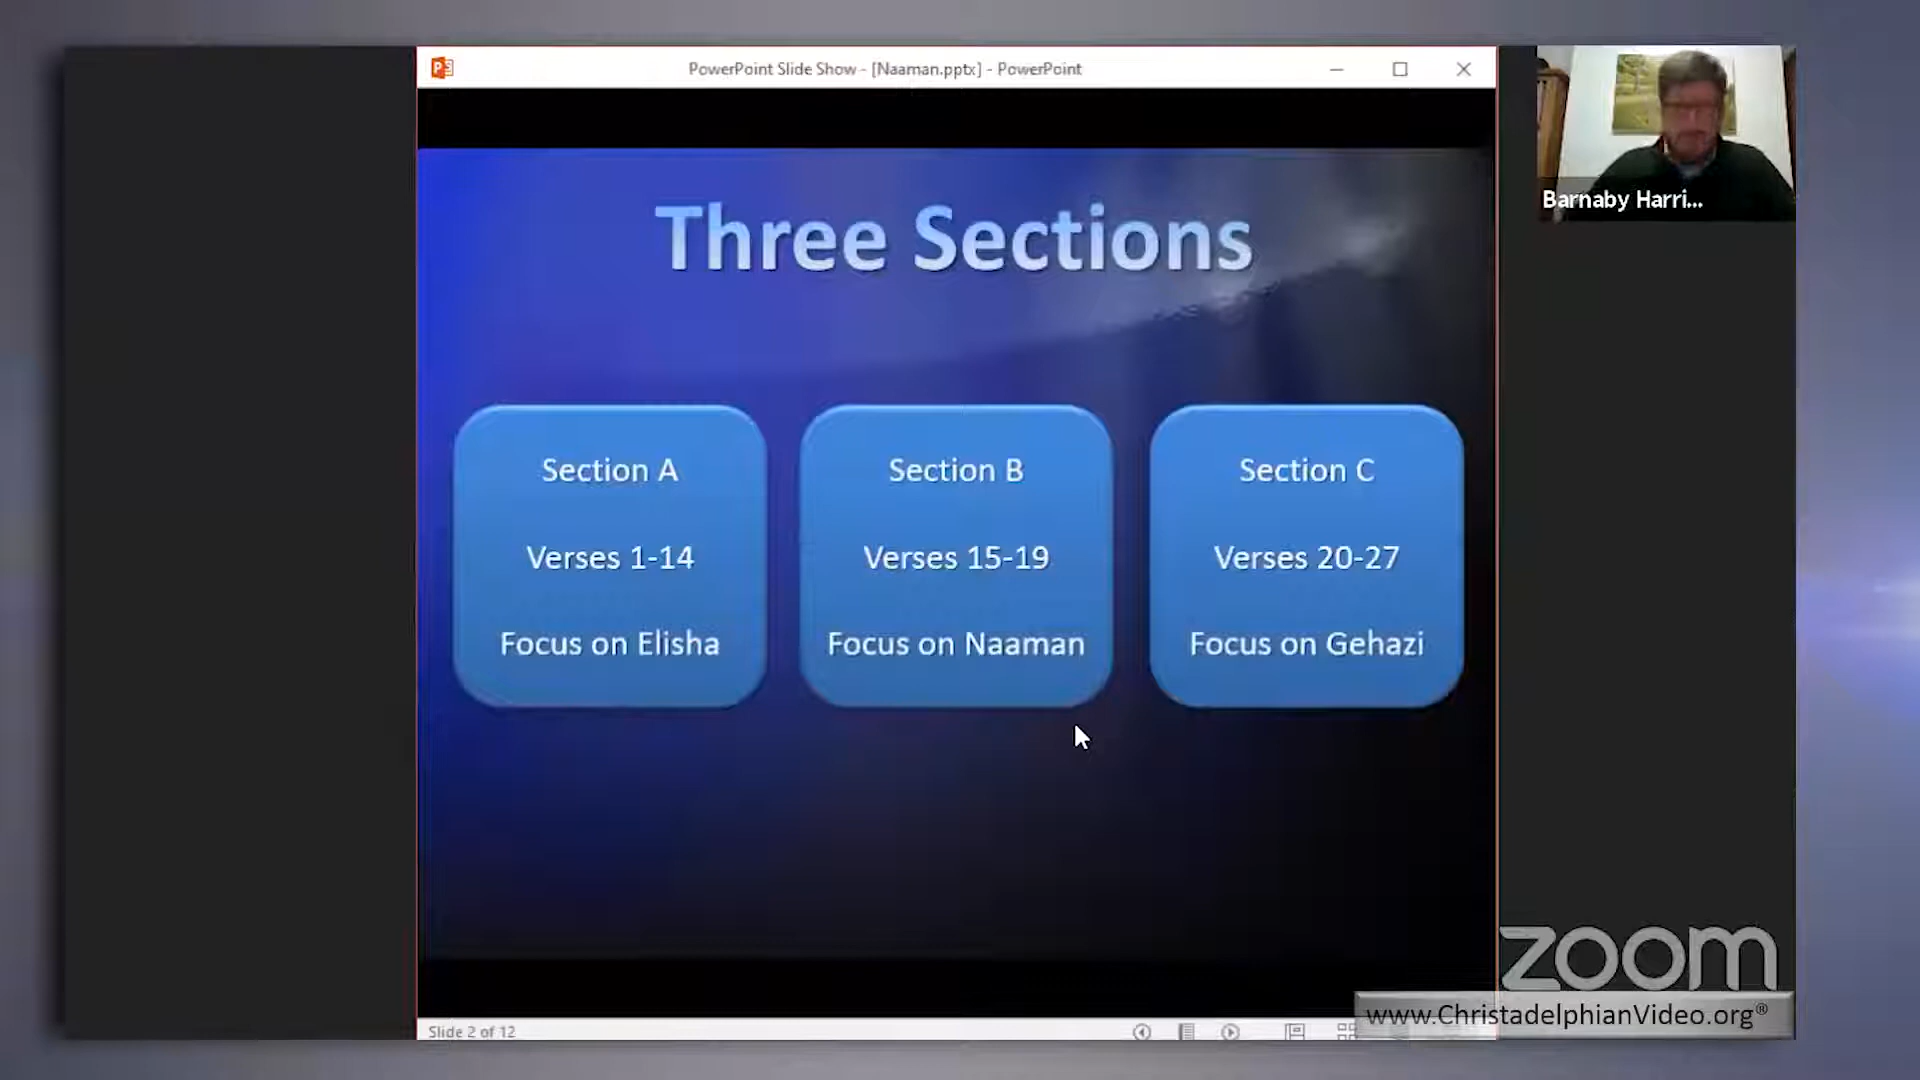 PowerPoint Slide Show - [Naaman.pptx] - PowerPoint
Barnaby Harri...
Three Sections
Section A
Verses 1-14
Focus on Elisha
Section B
Verses 15-19
Focus on Naaman
Section C
Verses 20-27
Focus on Gehazi
zoom
www.ChristadelphianVideo.org®
Slide 2 of 12